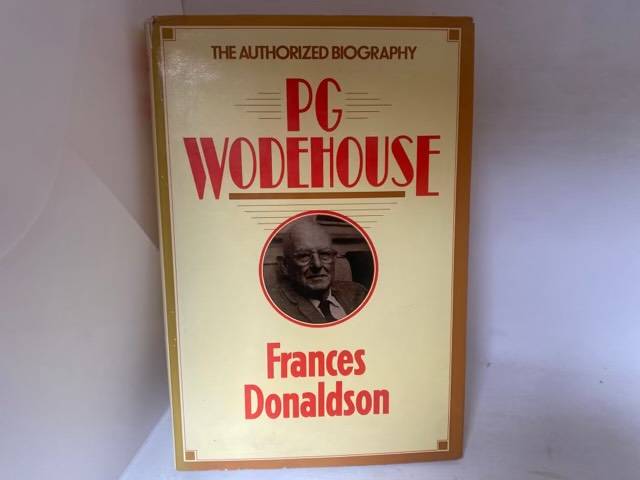 THE AUTHORIZED BIOGRAPHY
PG
WODEHOUSE
Frances
Donaldson